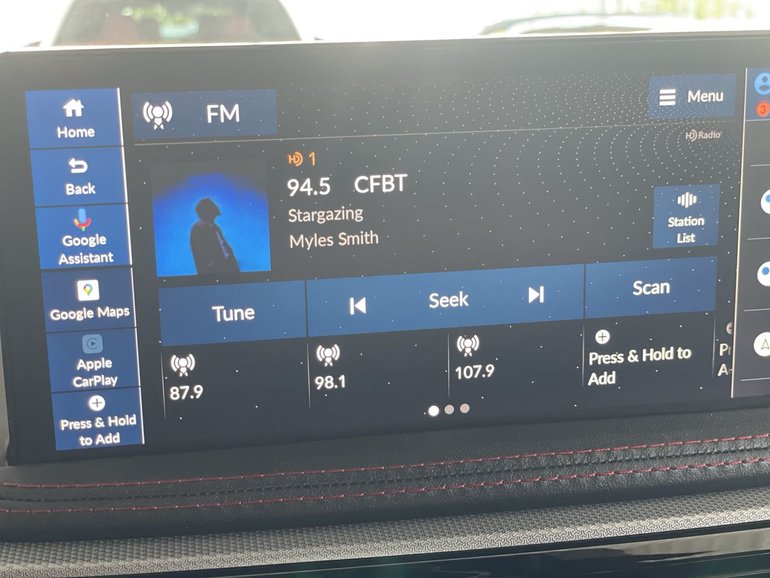 Home
Back
Google
Assistant
Google Maps
Apple
CarPlay
Press & Hold
to Add
FM
Menu
HD Radio
HD 1
94.5 CFBT
Stargazing
Myles Smith
Station
List
Tune
Seek
Scan
87.9
98.1
107.9
Press & Hold to
Add
3